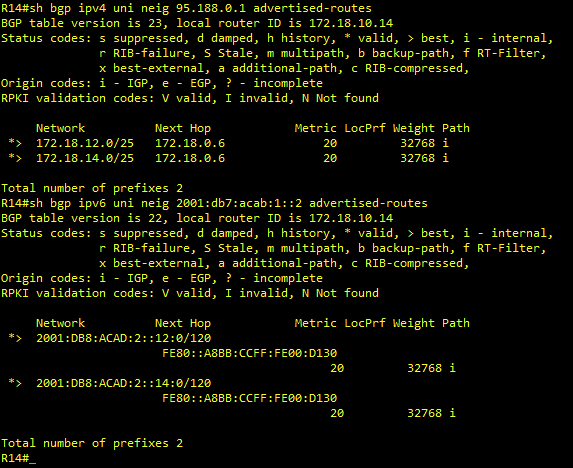 R14#sh bgp ipv4 uni neig 95.188.0.1 advertised-routes
BGP table version is 23, local router ID is 172.18.10.14
Status codes: s suppressed, d damped, h history, * valid, > best, i - internal,
r RIB-failure, S Stale, m multipath, b backup-path, f RT-Filter,
x best-external, a additional-path, c RIB-compressed,
Origin codes: i - IGP, e - EGP, ? - incomplete
RPKI validation codes: V valid, I invalid, N Not found
Network Next Hop Metric LocPrf Weight Path
*> 172.18.12.0/25 172.18.0.6 20 32768 i
*> 172.18.14.0/25 172.18.0.6 20 32768 i
Total number of prefixes 2
R14#sh bgp ipv6 uni neig 2001:db7:acab:1::2 advertised-routes
BGP table version is 22, local router ID is 172.18.10.14
Status codes: s suppressed, d damped, h history, * valid, > best, i - internal,
r RIB-failure, S Stale, m multipath, b backup-path, f RT-Filter,
x best-external, a additional-path, c RIB-compressed,
Origin codes: i - IGP, e - EGP, ? - incomplete
RPKI validation codes: V valid, I invalid, N Not found
Network Next Hop Metric LocPrf Weight Path
*> 2001:DB8:ACAD:2::12:0/120
FE80::A8BB:CCFF:FE00:D130
20 32768 i
*> 2001:DB8:ACAD:2::14:0/120
FE80::A8BB:CCFF:FE00:D130
20 32768 i
Total number of prefixes 2
R14#_